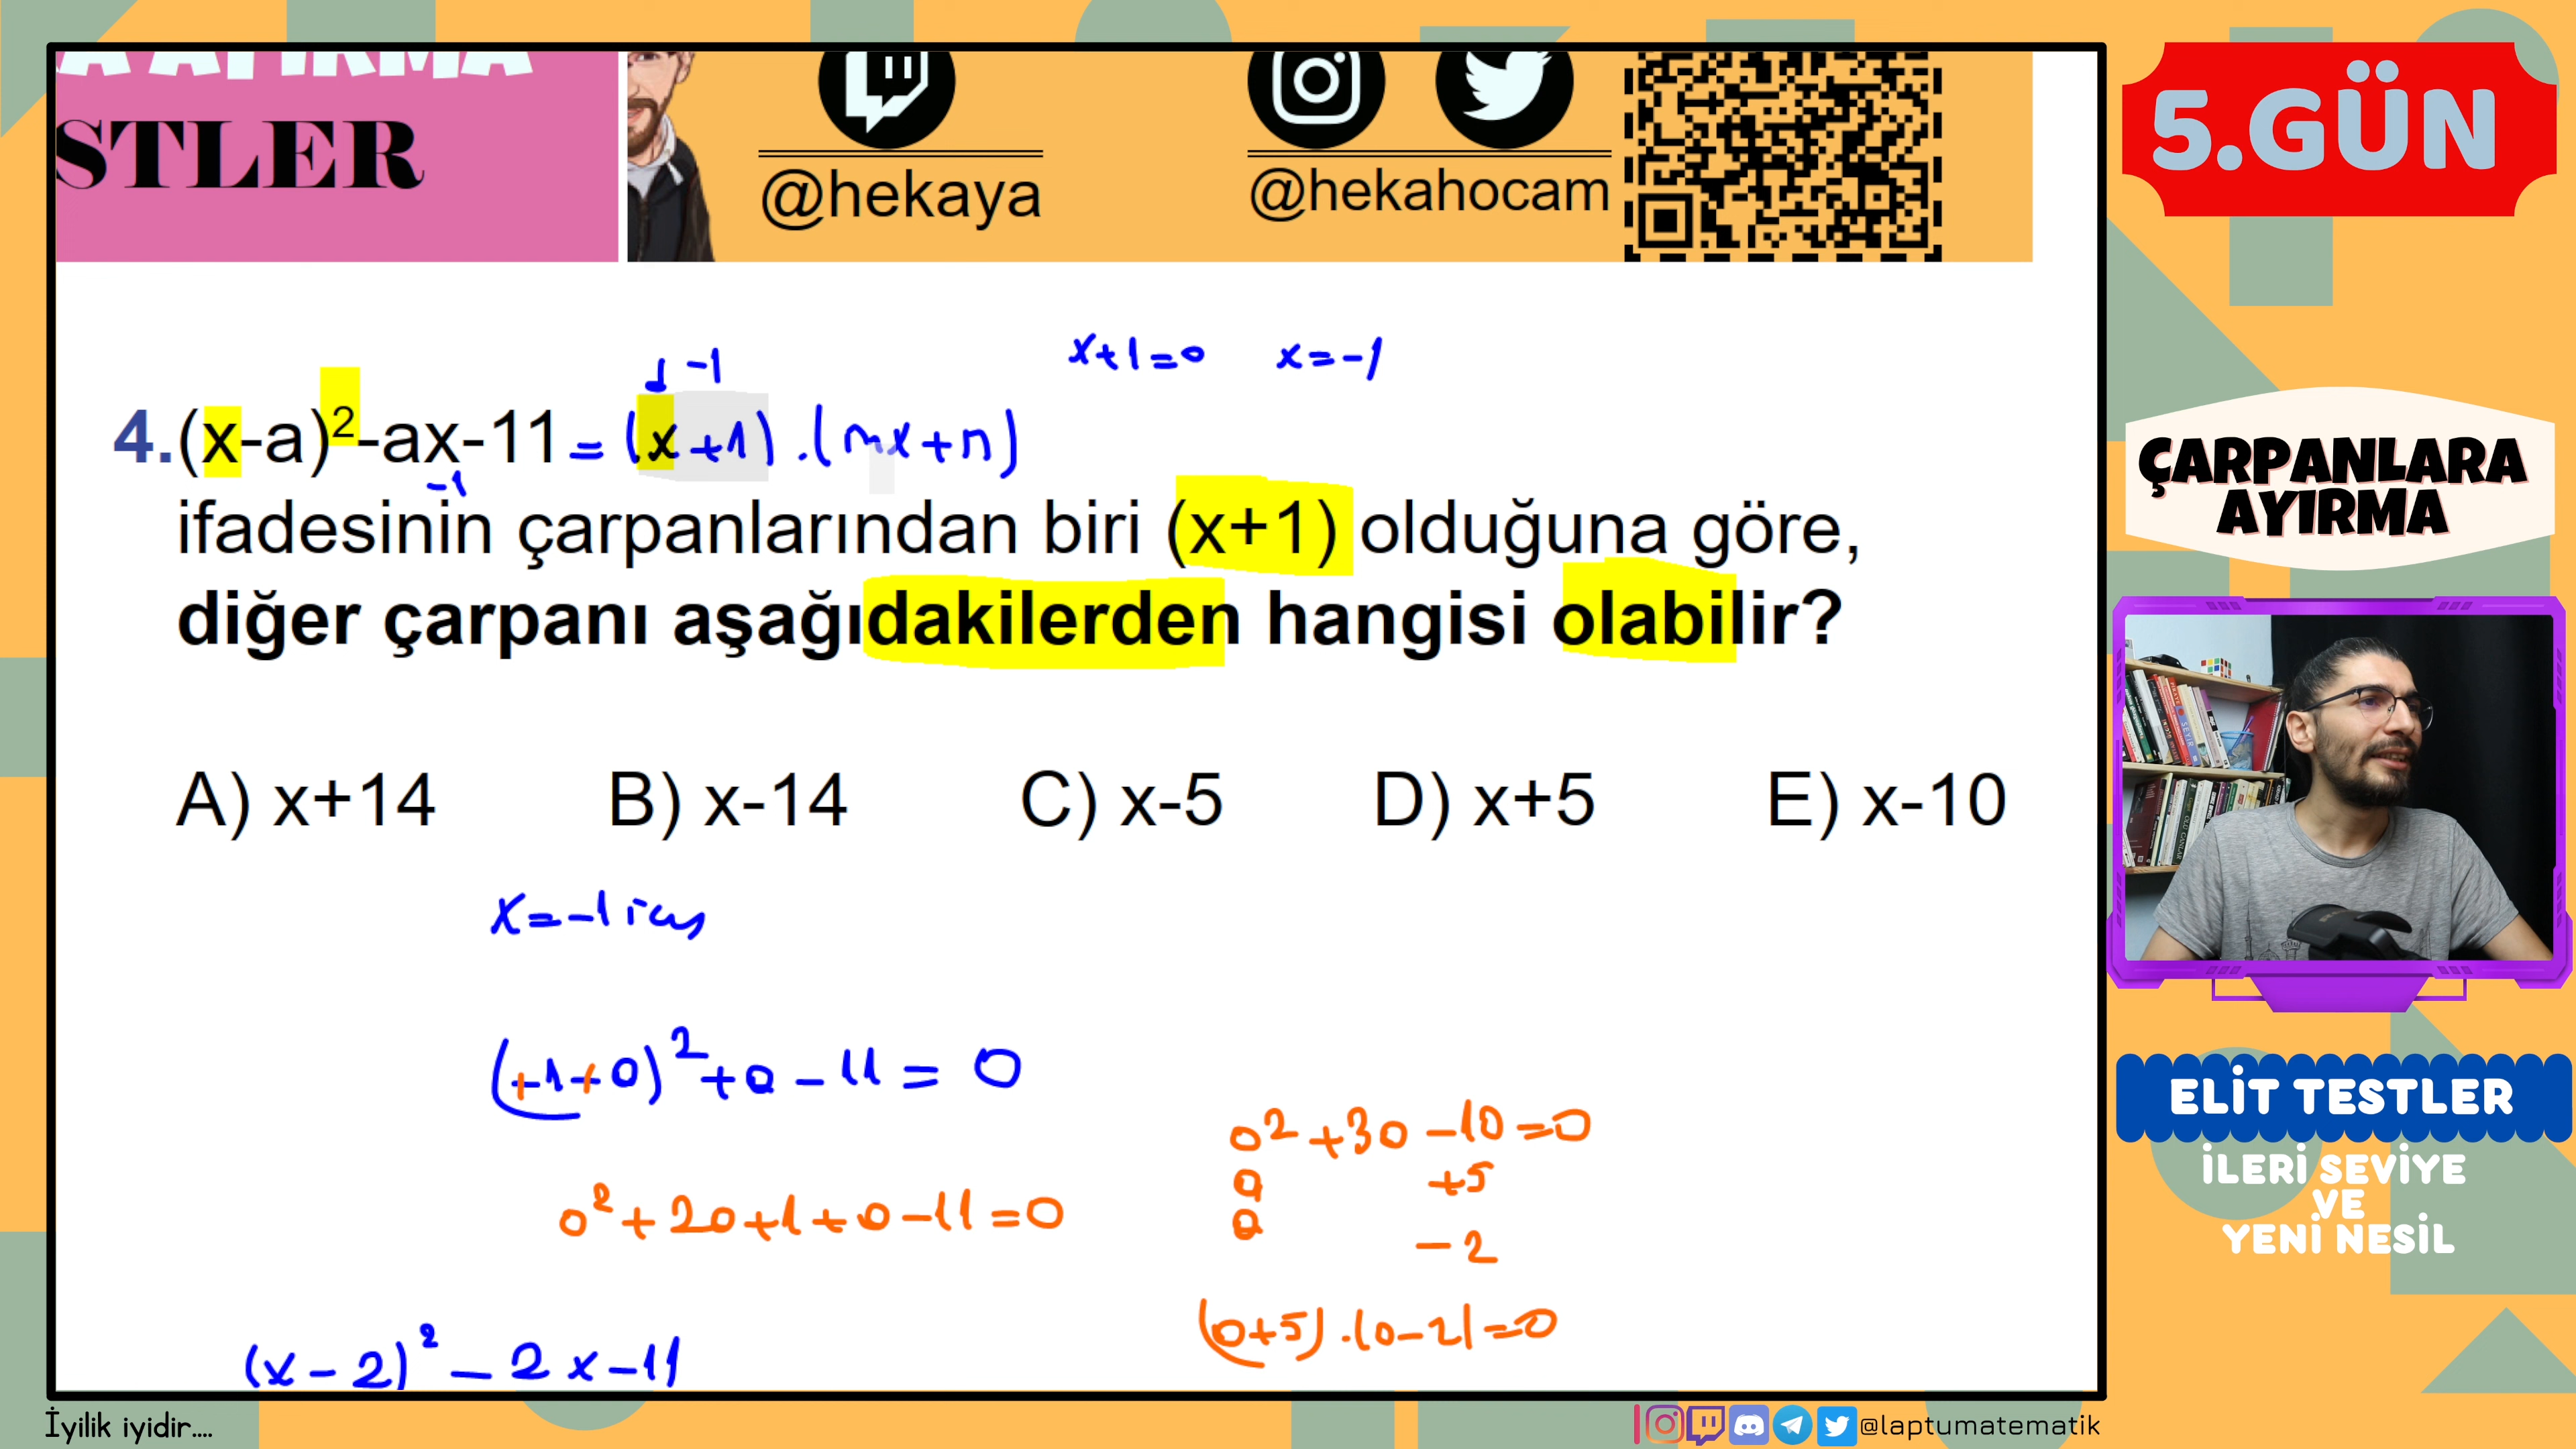 STLER
@hekaya
@hekahocam
5.GÜN
x+1=0 x=-1
-1
4.(x-a)²-ax-11=(x+1).(mx+n)
-1
ifadesinin çarpanlarından biri (x+1) olduğuna göre,
diğer çarpanı aşağıdakilerden hangisi olabilir?
A) x+14 B) x-14 C) x-5 D) x+5 E) x-10
x=-1 için
(+1+a)²+a-11=0
a²+2a+1+a-11=0
a²+3a-10=0
a +5
a -2
(a+5).(a-2)=0
(x-2)²-2x-11
ÇARPANLARA
AYIRMA
ELİT TESTLER
İLERİ SEVİYE
VE
YENİ NESİL
İyilik iyidir....
@laptumatematik